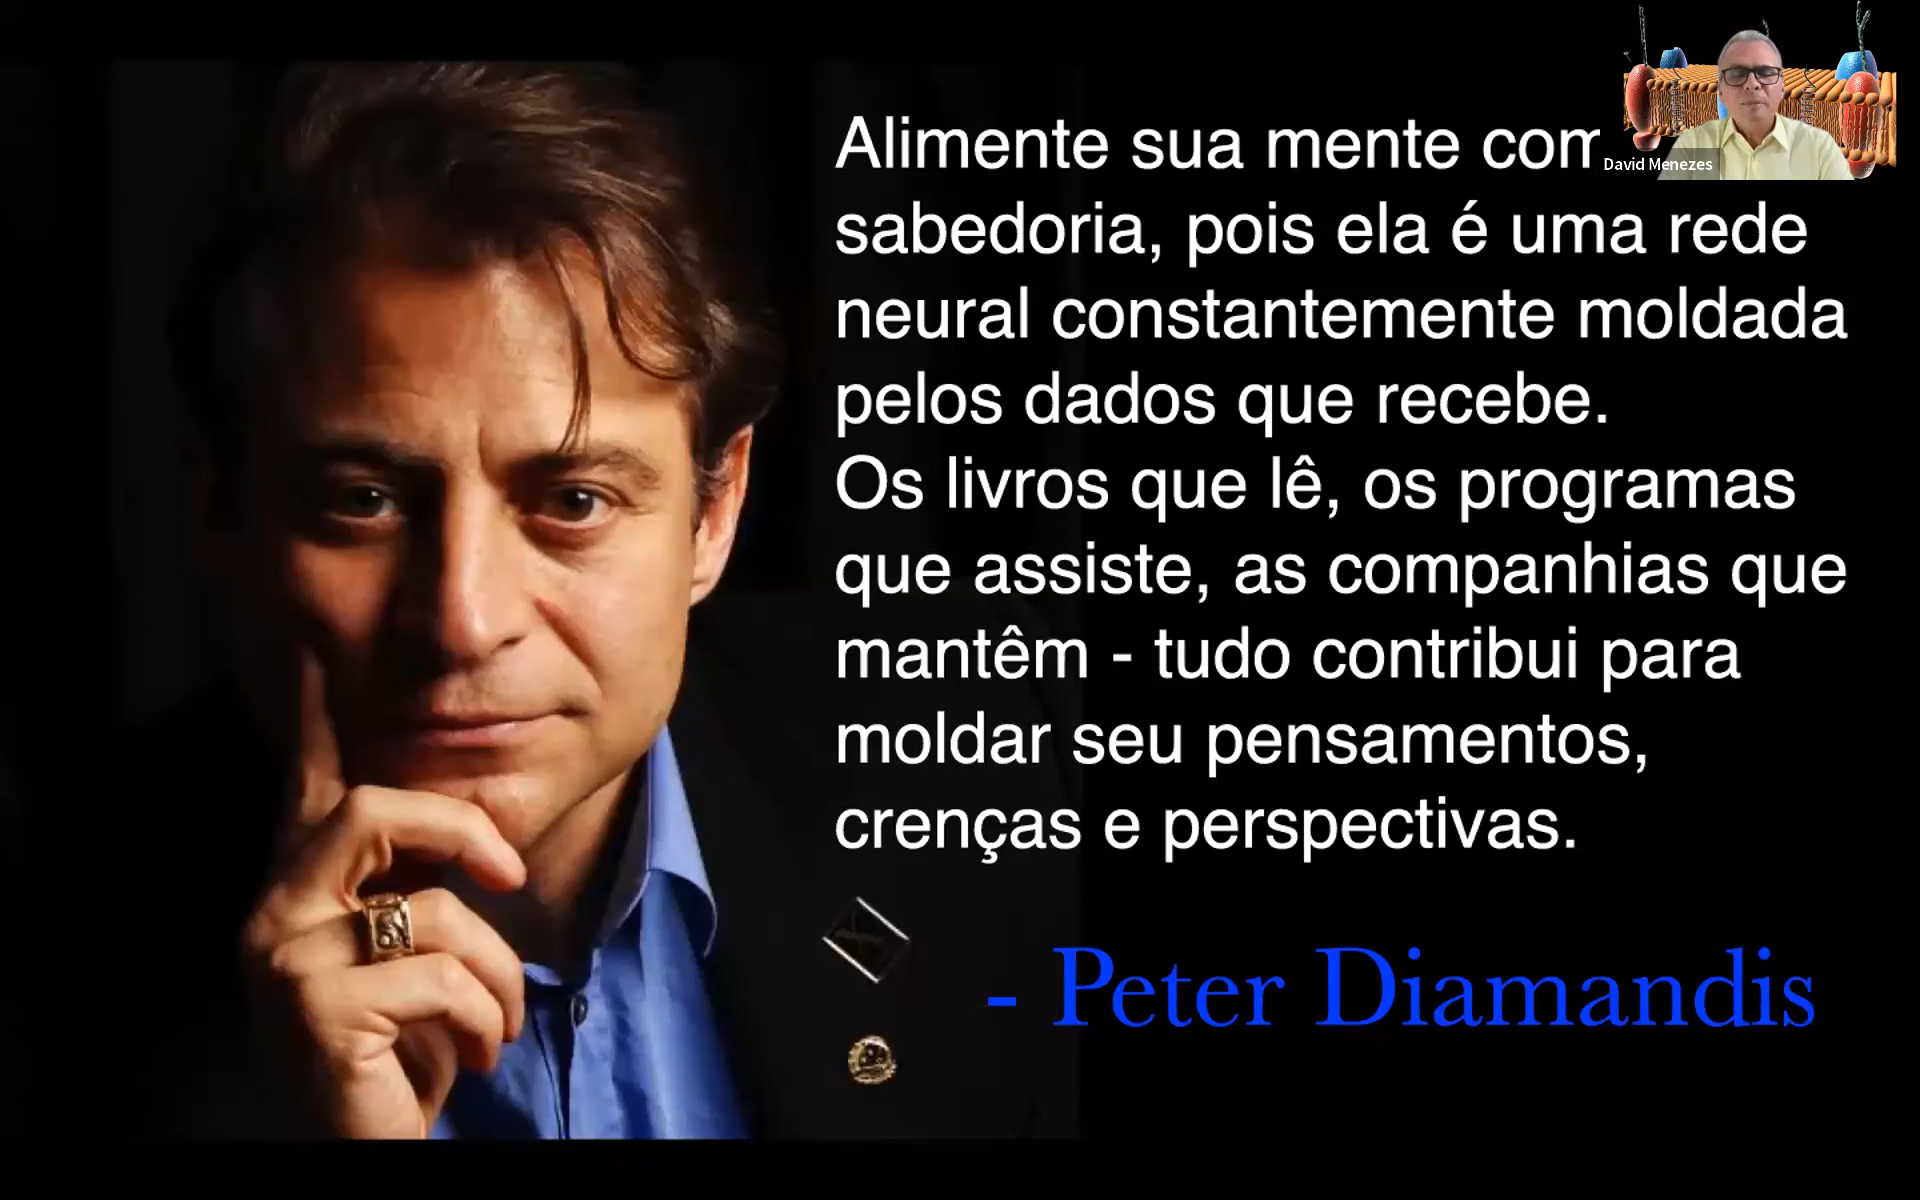 Alimente sua mente com
David Menezes
sabedoria, pois ela é uma rede
neural constantemente moldada
pelos dados que recebe.
Os livros que lê, os programas
que assiste, as companhias que
mantêm - tudo contribui para
moldar seu pensamentos,
crenças e perspectivas.
- Peter Diamandis